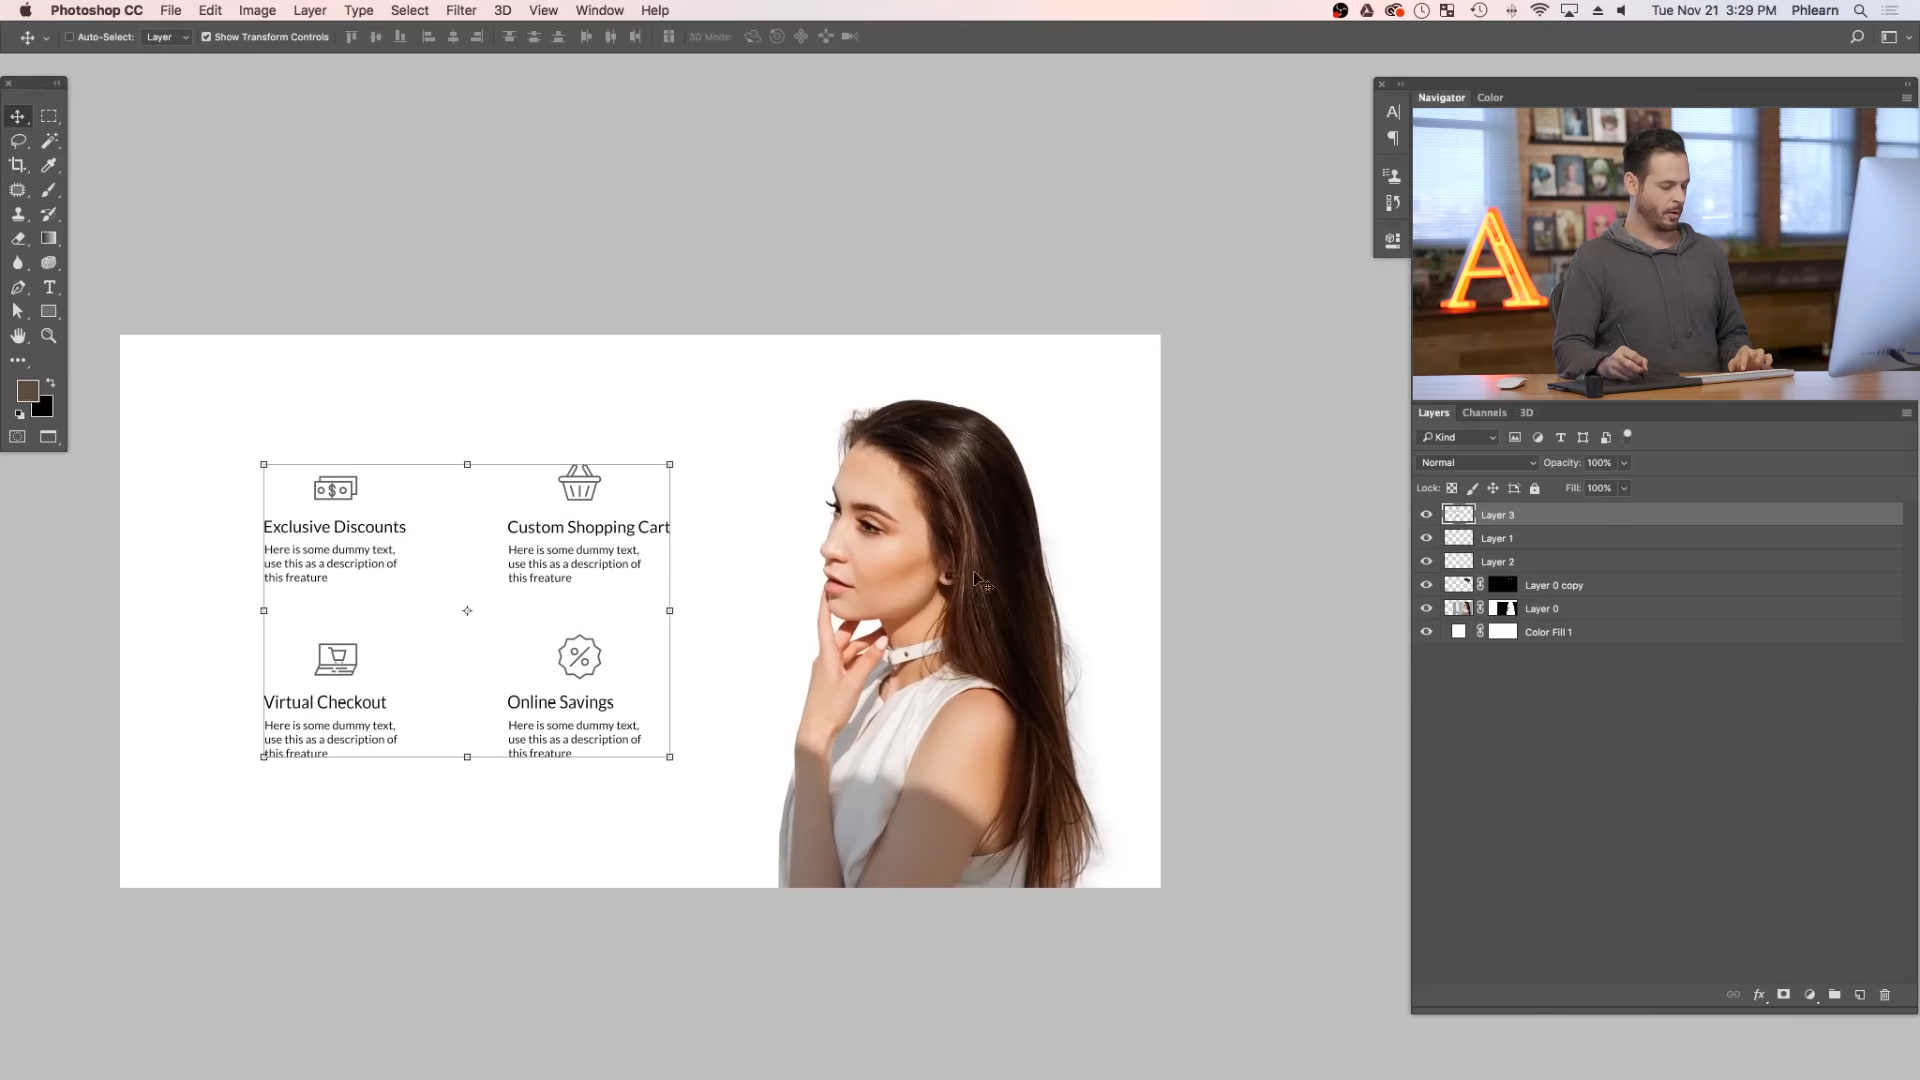 Photoshop CC File Edit Image Layer Type Select Filter 3D View Window Help Tue Nov 21 3:29 PM Phlearn
Auto-Select: Layer Show Transform Controls 3D Mode:
Navigator Color
A
Layers Channels 3D
Kind
Normal Opacity: 100%
Lock: Fill: 100%
Layer 3
Layer 1
Layer 2
Layer 0 copy
Layer 0
Color Fill 1
fx
Exclusive Discounts
Here is some dummy text,
use this as a description of
this freature
Custom Shopping Cart
Here is some dummy text,
use this as a description of
this freature
Virtual Checkout
Here is some dummy text,
use this as a description of
this freature
Online Savings
Here is some dummy text,
use this as a description of
this freature